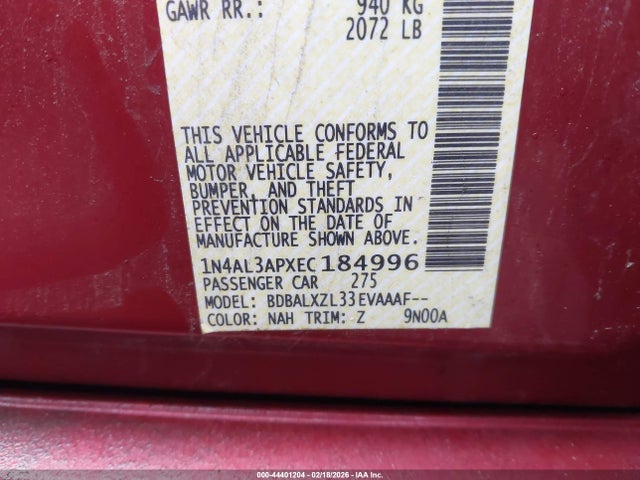 GAWR RR.: 940 KG
2072 LB
THIS VEHICLE CONFORMS TO
ALL APPLICABLE FEDERAL
MOTOR VEHICLE SAFETY,
BUMPER, AND THEFT
PREVENTION STANDARDS IN
EFFECT ON THE DATE OF
MANUFACTURE SHOWN ABOVE.
1N4AL3APXEC184996
PASSENGER CAR 275
MODEL: BDBALXZL33EVAAAF--
COLOR: NAH TRIM: Z 9N00A
000-44401204 - 02/18/2026 - IAA Inc.